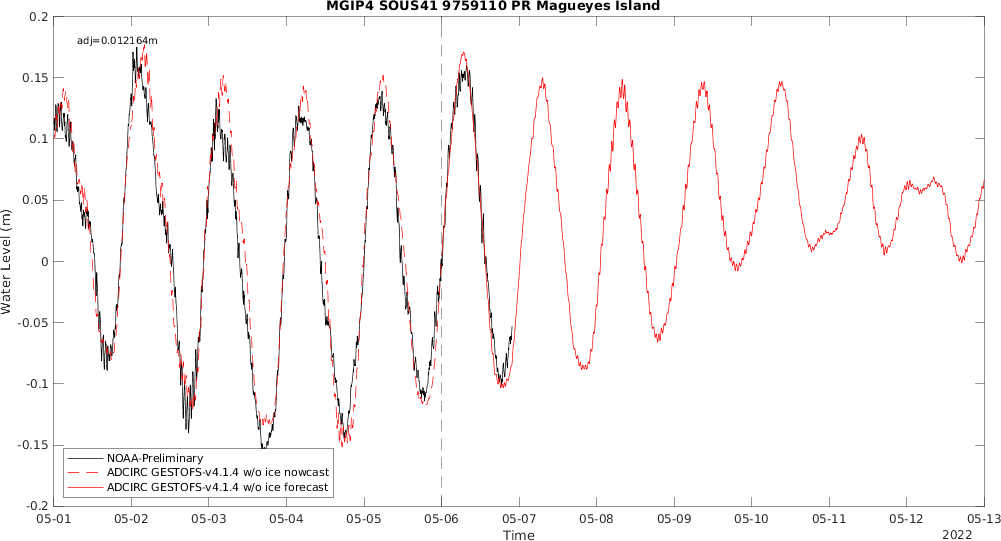 MGIP4 SOUS41 9759110 PR Magueyes Island
adj=0.012164m
0.2
0.15
0.1
0.05
0
-0.05
-0.1
-0.15
-0.2
Water Level (m)
NOAA-Preliminary
ADCIRC GESTOFS-v4.1.4 w/o ice nowcast
ADCIRC GESTOFS-v4.1.4 w/o ice forecast
05-01 05-02 05-03 05-04 05-05 05-06 05-07 05-08 05-09 05-10 05-11 05-12 05-13
Time
2022